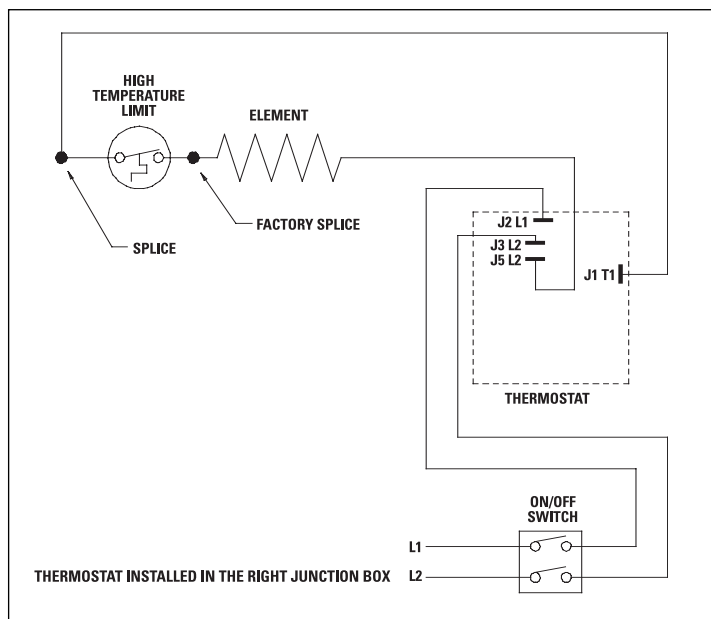 HIGH
TEMPERATURE
LIMIT
ELEMENT
FACTORY SPLICE
SPLICE
J2 L1
J3 L2
J5 L2
J1 T1
THERMOSTAT
ON/OFF
SWITCH
L1
THERMOSTAT INSTALLED IN THE RIGHT JUNCTION BOX L2